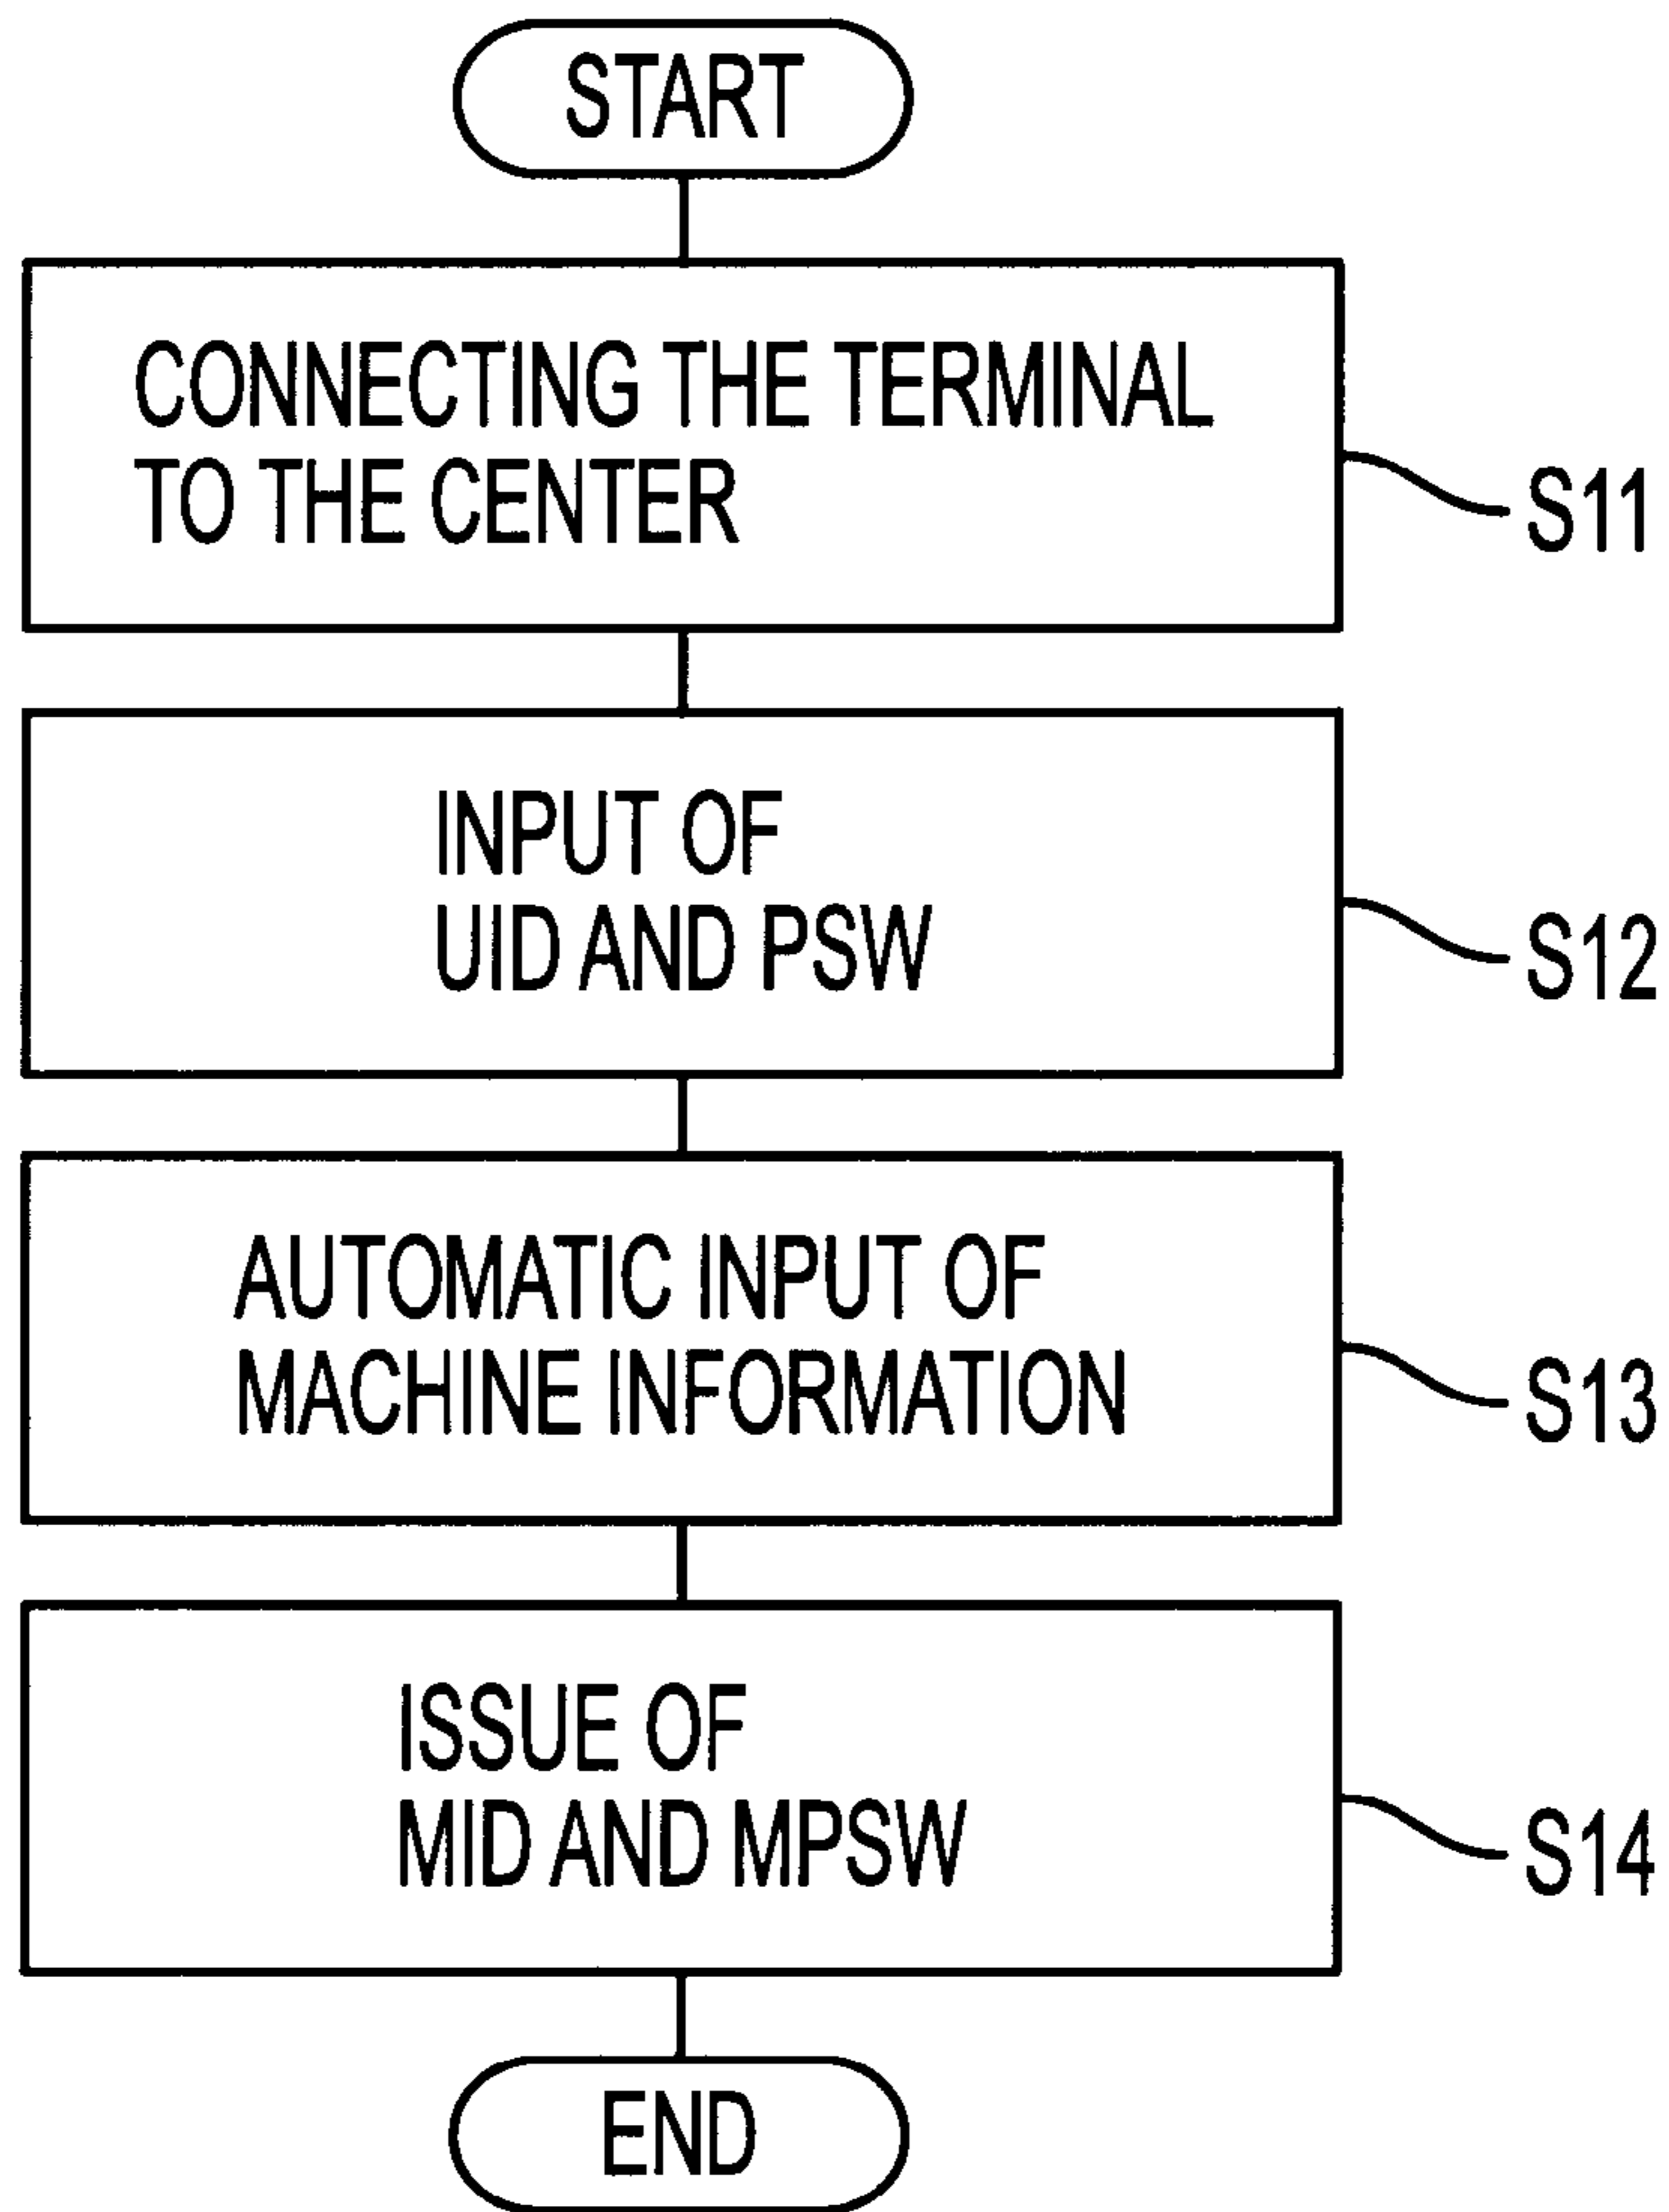 START
CONNECTING THE TERMINAL
TO THE CENTER
S11
INPUT OF
UID AND PSW
S12
AUTOMATIC INPUT OF
MACHINE INFORMATION
S13
ISSUE OF
MID AND MPSW
S14
END